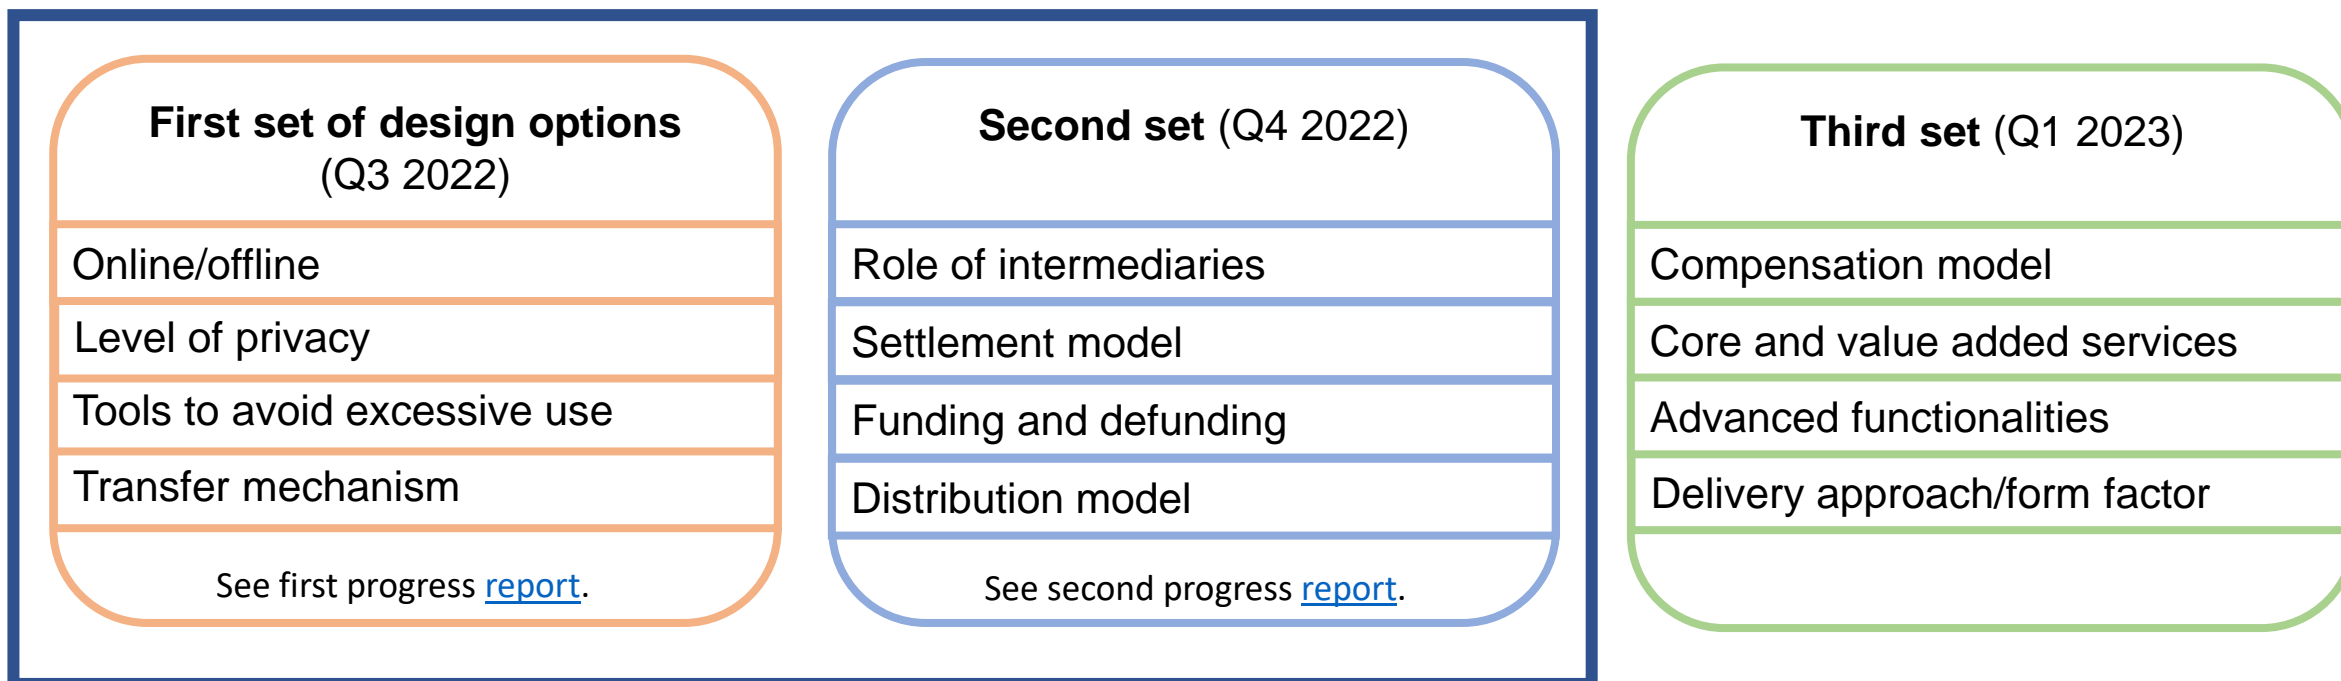 First set of design options
(Q3 2022)
Online/offline
Level of privacy
Tools to avoid excessive use
Transfer mechanism
See first progress report.
Second set (Q4 2022)
Role of intermediaries
Settlement model
Funding and defunding
Distribution model
See second progress report.
Third set (Q1 2023)
Compensation model
Core and value added services
Advanced functionalities
Delivery approach/form factor